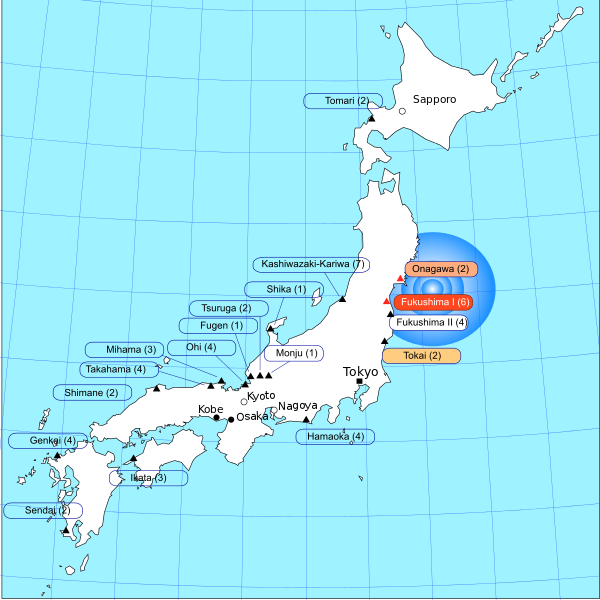 Tomari (2)
Sapporo
Kashiwazaki-Kariwa (7)
Onagawa (2)
Shika (1)
Fukushima I (6)
Tsuruga (2)
Fukushima II (4)
Fugen (1)
Mihama (3)
Ohi (4)
Monju (1)
Tokai (2)
Takahama (4)
Tokyo
Shimane (2)
Kyoto
Kobe
Nagoya
Osaka
Genkai (4)
Hamaoka (4)
Ikata (3)
Sendai (2)